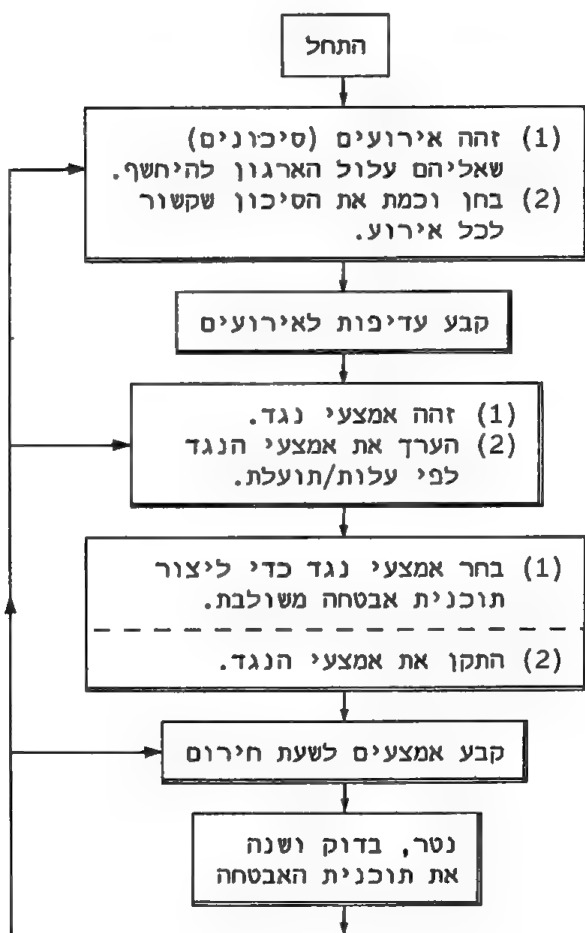 התחל
(1) זהה אירועים (סיכונים)
שאליהם עלול הארגון להיחשף.
(2) בחן וכמת את הסיכון שקשור
לכל אירוע.
קבע עדיפות לאירועים
(1) זהה אמצעי נגד.
(2) הערך את אמצעי הנגד
לפי עלות/תועלת.
(1) בחר אמצעי נגד כדי ליצור
תוכנית אבטחה משולבת.
(2) התקן את אמצעי הנגד.
קבע אמצעים לשעת חירום
נטר, בדוק ושנה
את תוכנית האבטחה